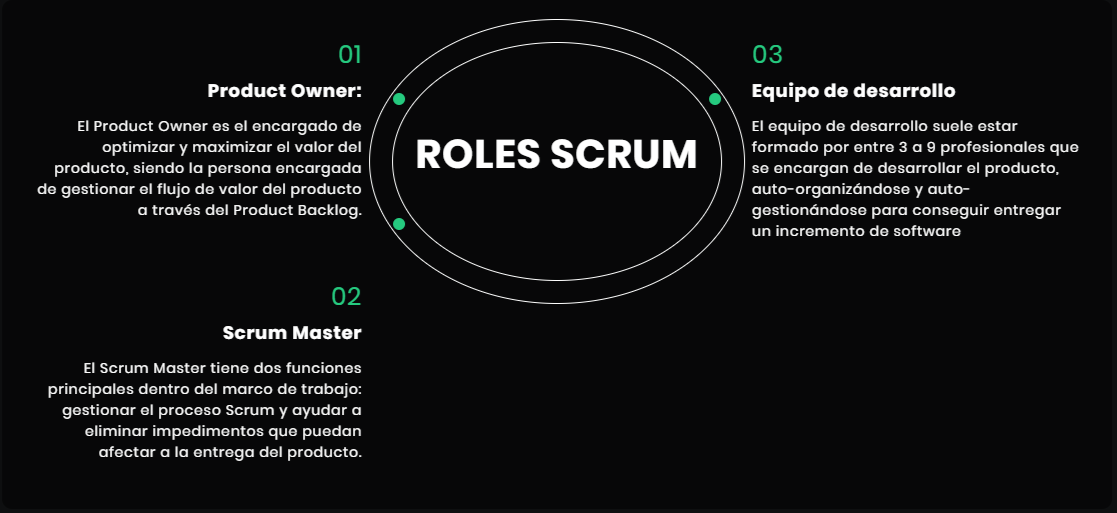 01
Product Owner:
El Product Owner es el encargado de
optimizar y maximizar el valor del
producto, siendo la persona encargada
de gestionar el flujo de valor del producto
a través del Product Backlog.
02
Scrum Master
El Scrum Master tiene dos funciones
principales dentro del marco de trabajo:
gestionar el proceso Scrum y ayudar a
eliminar impedimentos que puedan
afectar a la entrega del producto.
ROLES SCRUM
03
Equipo de desarrollo
El equipo de desarrollo suele estar
formado por entre 3 a 9 profesionales que
se encargan de desarrollar el producto,
auto-organizándose y auto-
gestionándose para conseguir entregar
un incremento de software